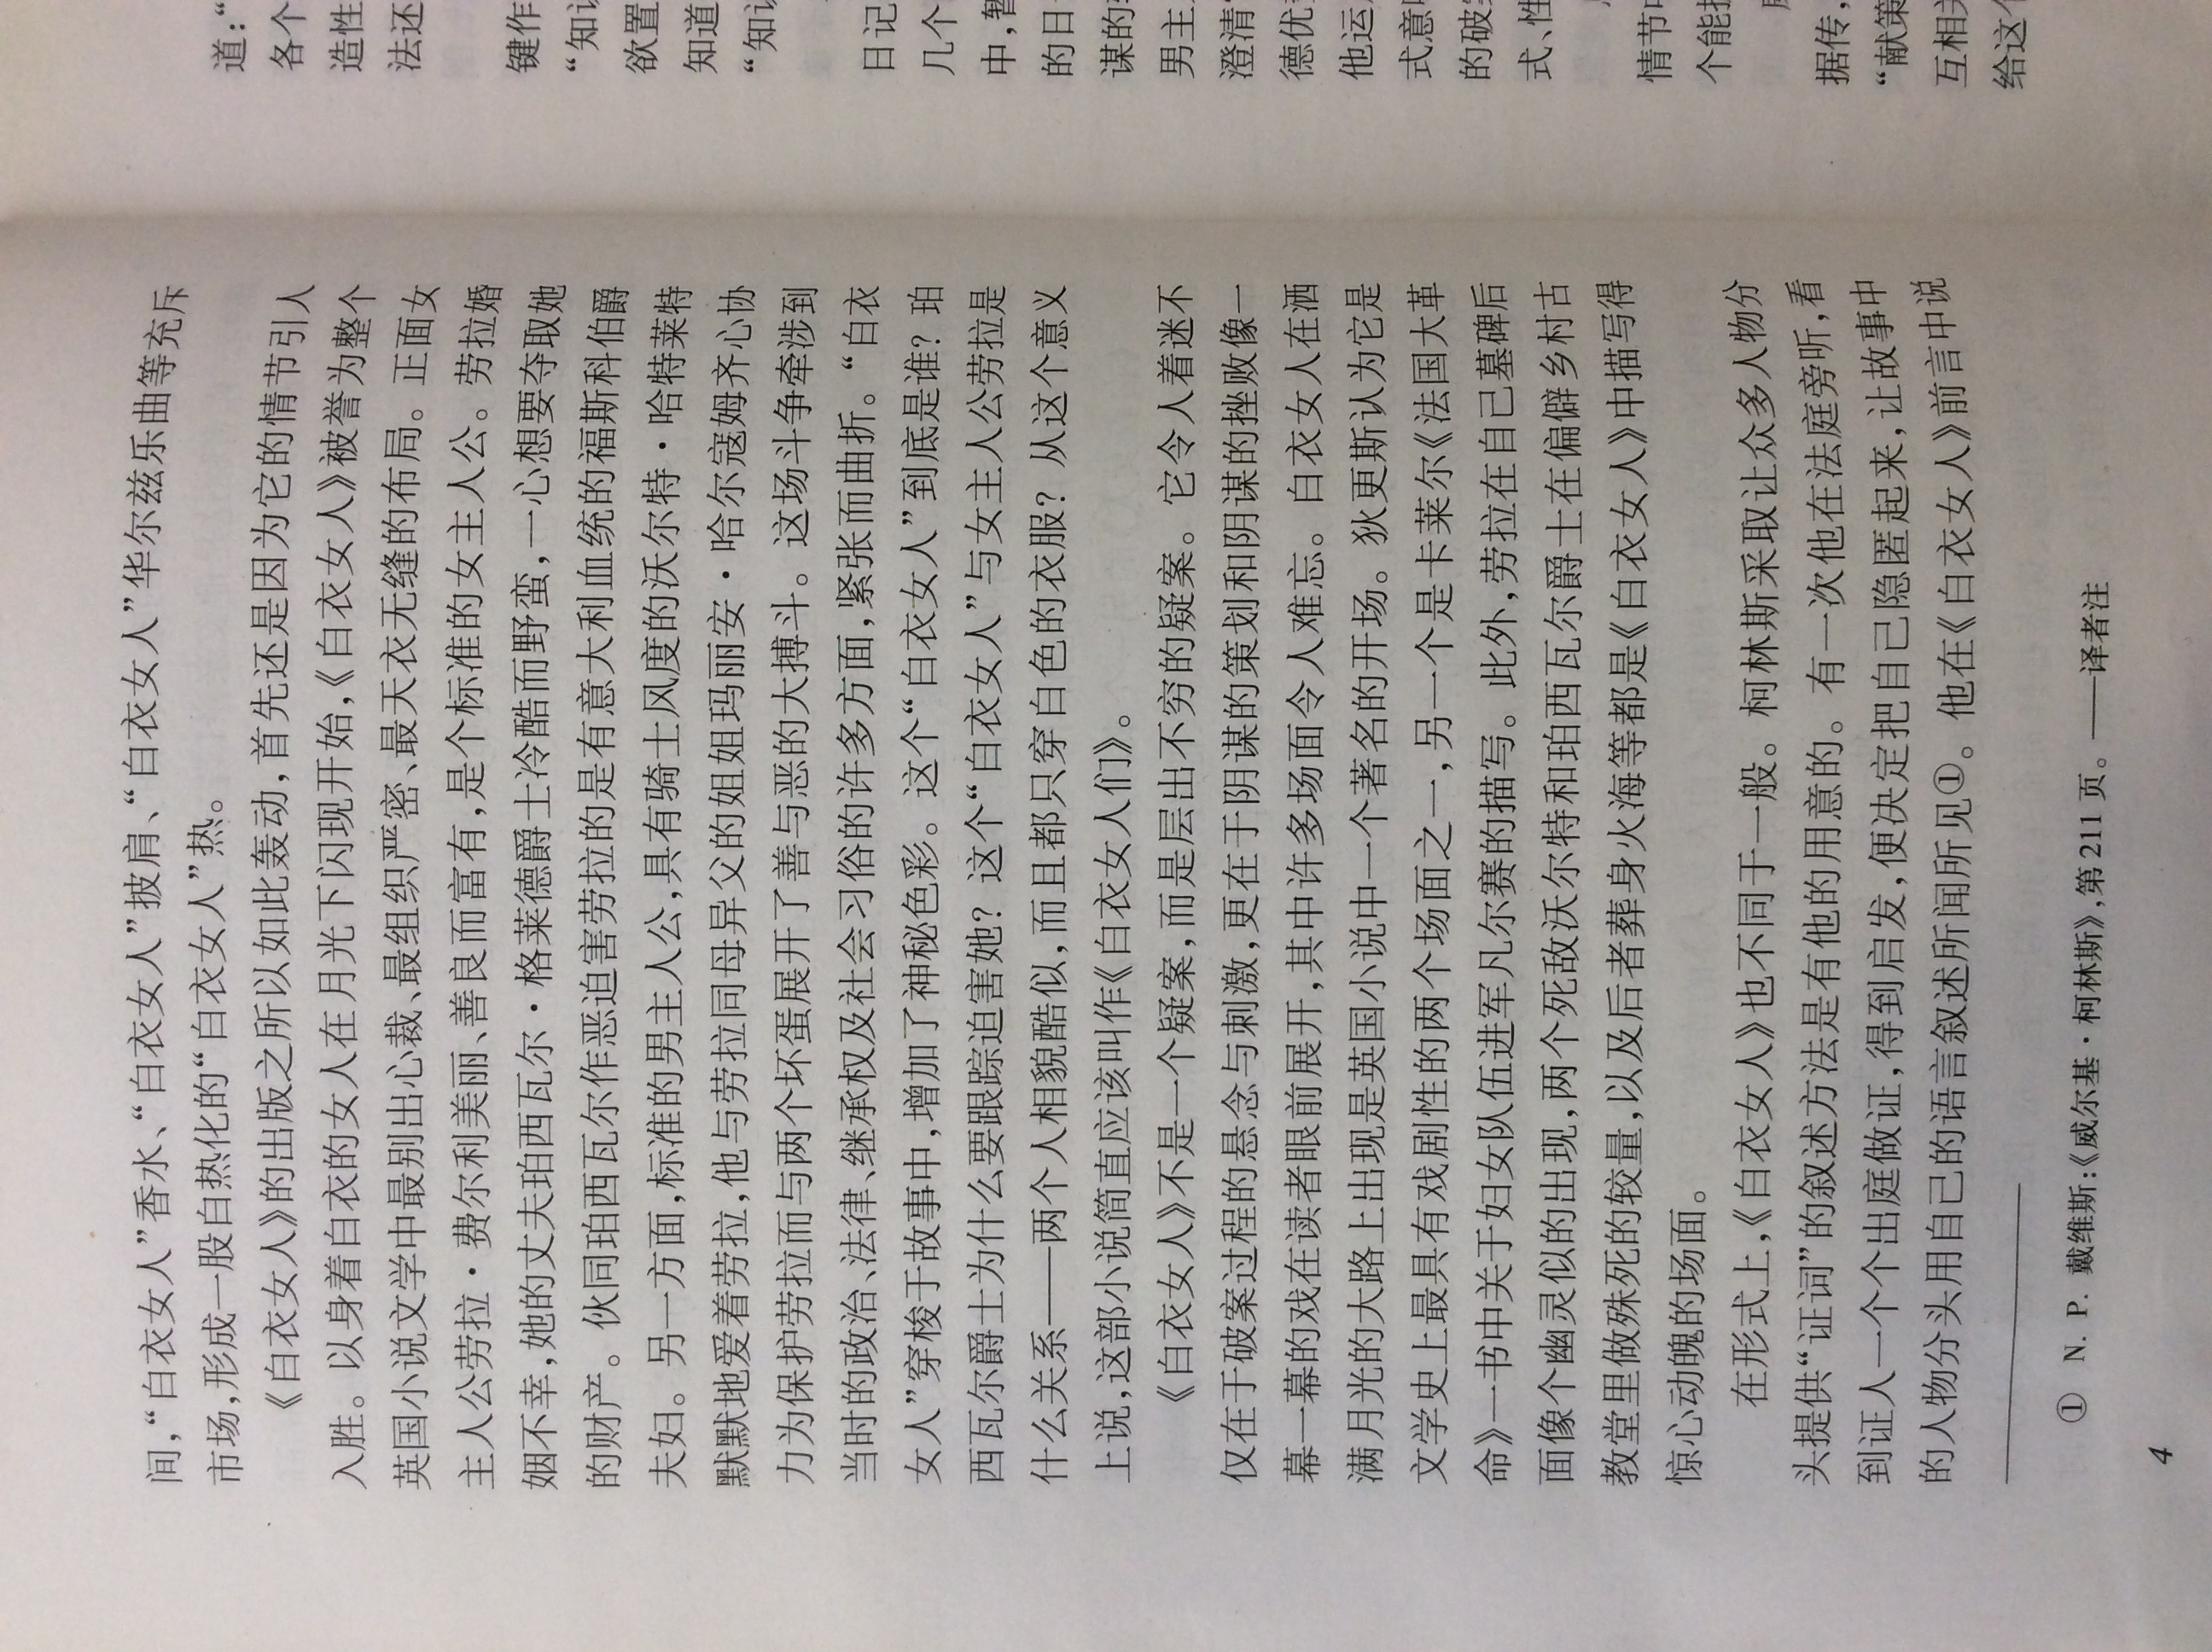 间,“白衣女人”香水、“白衣女人”披肩、“白衣女人”华尔兹乐曲等充斥
市场,形成一股白热化的“白衣女人”热。
《白衣女人》的出版之所以如此轰动,首先还是因为它的情节引人
入胜。以身着白衣的女人在月光下闪现开始,《白衣女人》被誉为整个
英国小说文学中最别出心裁、最组织严密、最天衣无缝的布局。正面女
主人公劳拉·费尔利美丽、善良而富有,是个标准的女主人公。劳拉婚
姻不幸,她的丈夫珀西瓦尔·格莱德爵士冷酷而野蛮,一心想要夺取她
的财产。伙同珀西瓦尔作恶迫害劳拉的是有意大利血统的福斯科伯爵
夫妇。另一方面,标准的男主人公,具有骑士风度的沃尔特·哈特莱特
默默地爱着劳拉,他与劳拉同母异父的姐姐玛丽安·哈尔寇姆齐心协
力为保护劳拉而与两个坏蛋展开了善与恶的大搏斗。这场斗争牵涉到
当时的政治、法律、继承权及社会习俗的许多方面,紧张而曲折。“白衣
女人”穿梭于故事中,增加了神秘色彩。这个“白衣女人”到底是谁?珀
西瓦尔爵士为什么要跟踪迫害她?这个“白衣女人”与女主人公劳拉是
什么关系——两个人相貌酷似,而且都只穿白色的衣服?从这个意义
上说,这部小说简直应该叫作《白衣女人们》。
《白衣女人》不是一个疑案,而是层出不穷的疑案。它令人着迷不
仅在于破案过程的悬念与刺激,更在于阴谋的策划和阴谋的挫败像一
幕一幕的戏在读者眼前展开,其中许多场面令人难忘。白衣女人在洒
满月光的大路上出现是英国小说中一个著名的开场。狄更斯认为它是
文学史上最具有戏剧性的两个场面之一,另一个是卡莱尔《法国大革
命》一书中关于妇女队伍进军凡尔赛的描写。此外,劳拉在自己墓碑后
面像个幽灵似的出现,两个死敌沃尔特和珀西瓦尔爵士在偏僻乡村古
教堂里做殊死的较量,以及后者葬身火海等都是《白衣女人》中描写得
惊心动魄的场面。
在形式上,《白衣女人》也不同于一般。柯林斯采取让众多人物分
头提供“证词”的叙述方法是有他的用意的。有一次他在法庭旁听,看
到证人一个个出庭做证,得到启发,便决定把自己隐匿起来,让故事中
的人物分头用自己的语言叙述所闻所见①。他在《白衣女人》前言中说
① N. P. 戴维斯:《威尔基·柯林斯》,第211页。——译者注
4
道:“
各个
造性
法还
键作
“知
欲置
知道
“知
日记
几个
中,
的日
谋的
男主
澄清
德优
他运
式意
的破
式、性
情节
个能
据传,
“献策
互相
给这个